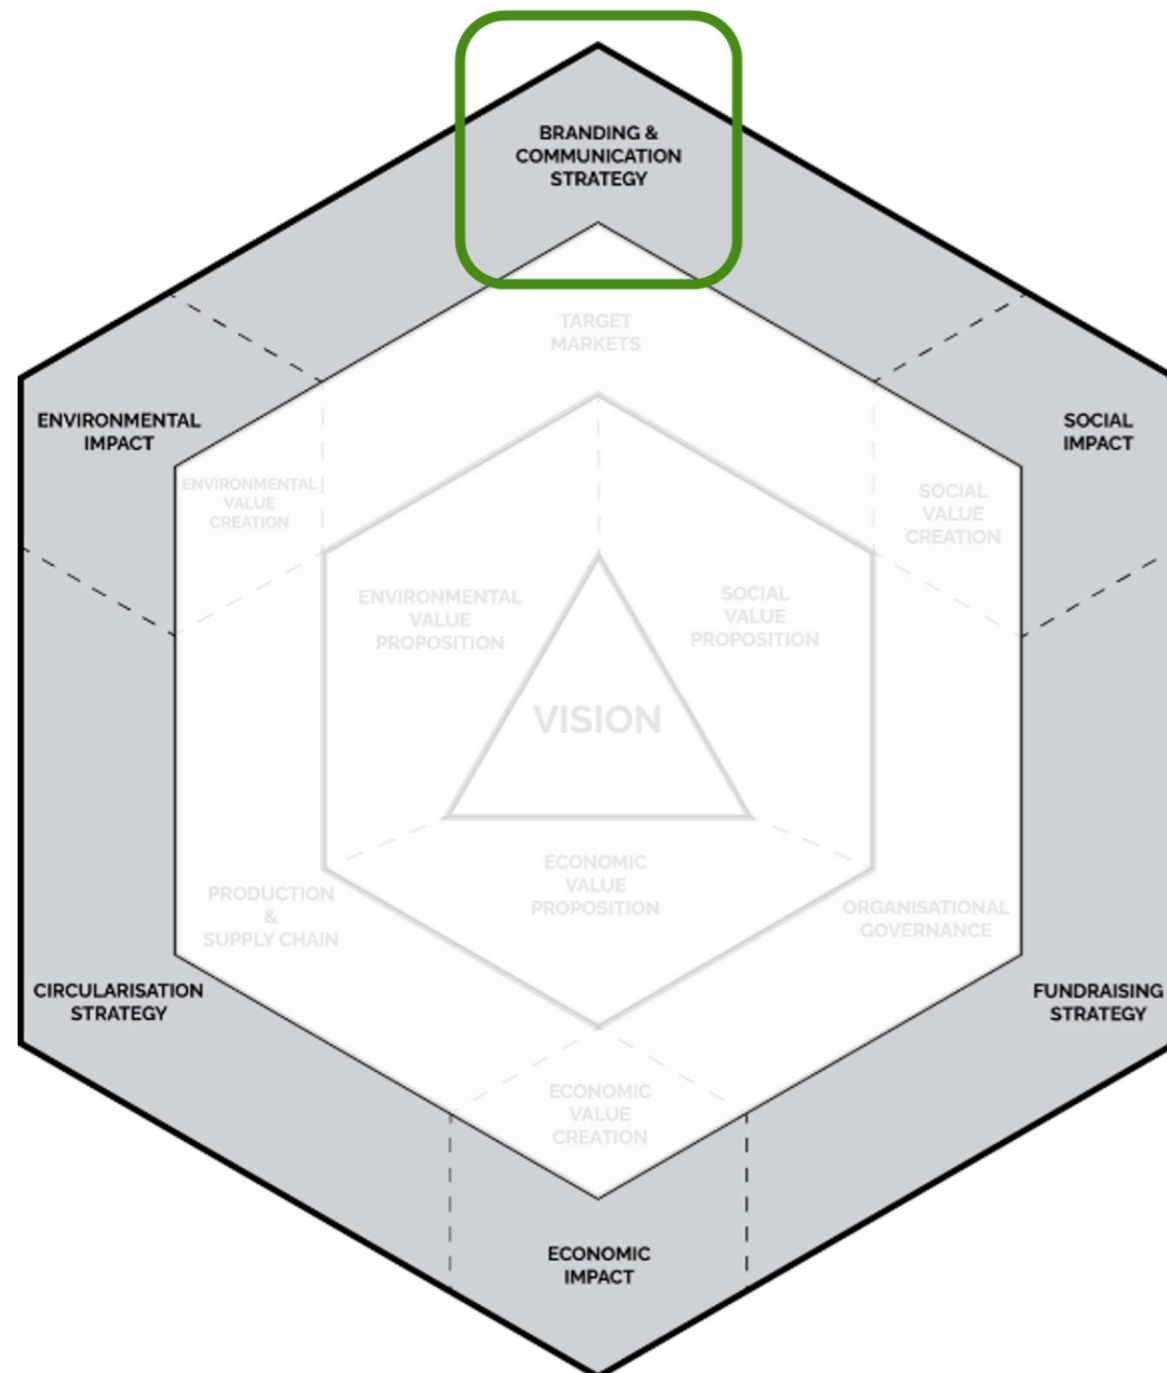 BRANDING &
COMMUNICATION
STRATEGY
TARGET
MARKETS
ENVIRONMENTAL
IMPACT
SOCIAL
IMPACT
ENVIRONMENTAL
VALUE
CREATION
SOCIAL
VALUE
CREATION
ENVIRONMENTAL
VALUE
PROPOSITION
SOCIAL
VALUE
PROPOSITION
VISION
ECONOMIC
VALUE
PROPOSITION
PRODUCTION
&
SUPPLY CHAIN
ORGANISATIONAL
GOVERNANCE
CIRCULARISATION
STRATEGY
FUNDRAISING
STRATEGY
ECONOMIC
VALUE
CREATION
ECONOMIC
IMPACT